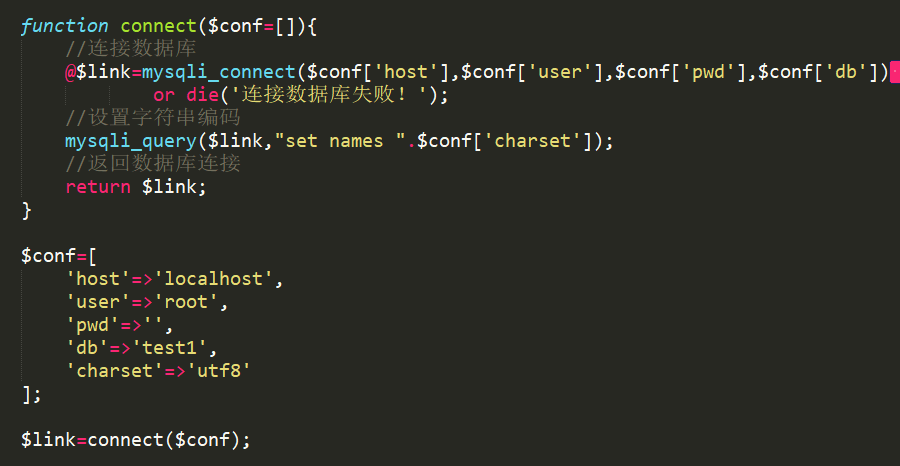 function connect($conf=[]){
//连接数据库
@$link=mysqli_connect($conf['host'],$conf['user'],$conf['pwd'],$conf['db'])
or die('连接数据库失败！');
//设置字符串编码
mysqli_query($link,"set names ".$conf['charset']);
//返回数据库连接
return $link;
}
$conf=[
'host'=>'localhost',
'user'=>'root',
'pwd'=>'',
'db'=>'test1',
'charset'=>'utf8'
];
$link=connect($conf);